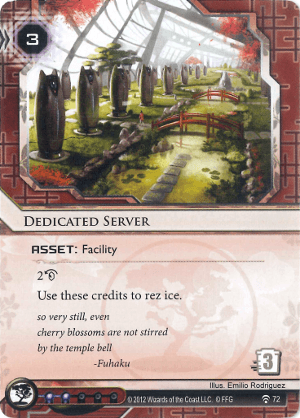 3
DEDICATED SERVER
ASSET: Facility
2
Use these credits to rez ice.
so very still, even
cherry blossoms are not stirred
by the temple bell
-Fuhaku
3
Illus. Emilio Rodriguez
© 2012 Wizards of the Coast LLC. © FFG
72